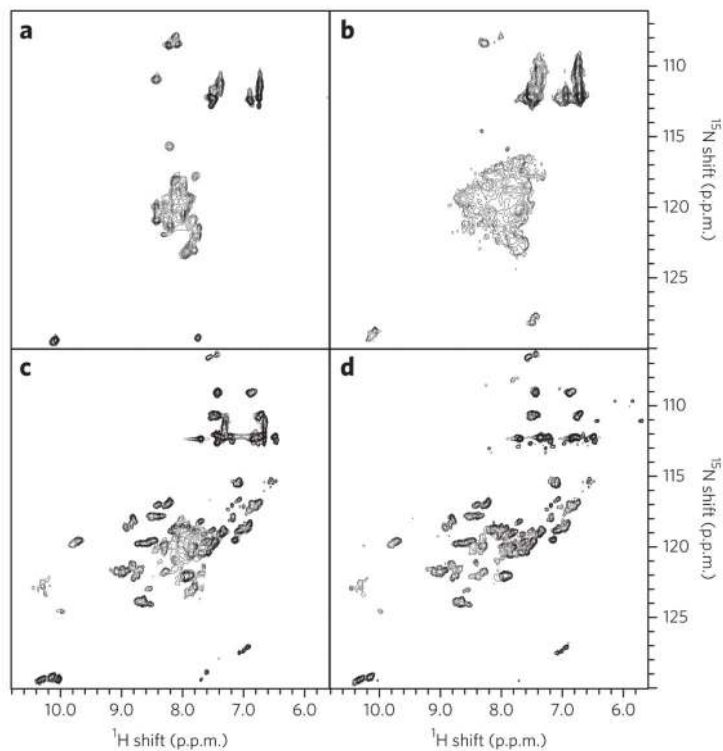 a
b
110
115
120
125
¹⁵N shift (p.p.m.)
c
d
110
115
120
125
¹⁵N shift (p.p.m.)
10.0 9.0 8.0 7.0 6.0
10.0 9.0 8.0 7.0 6.0
¹H shift (p.p.m.)
¹H shift (p.p.m.)